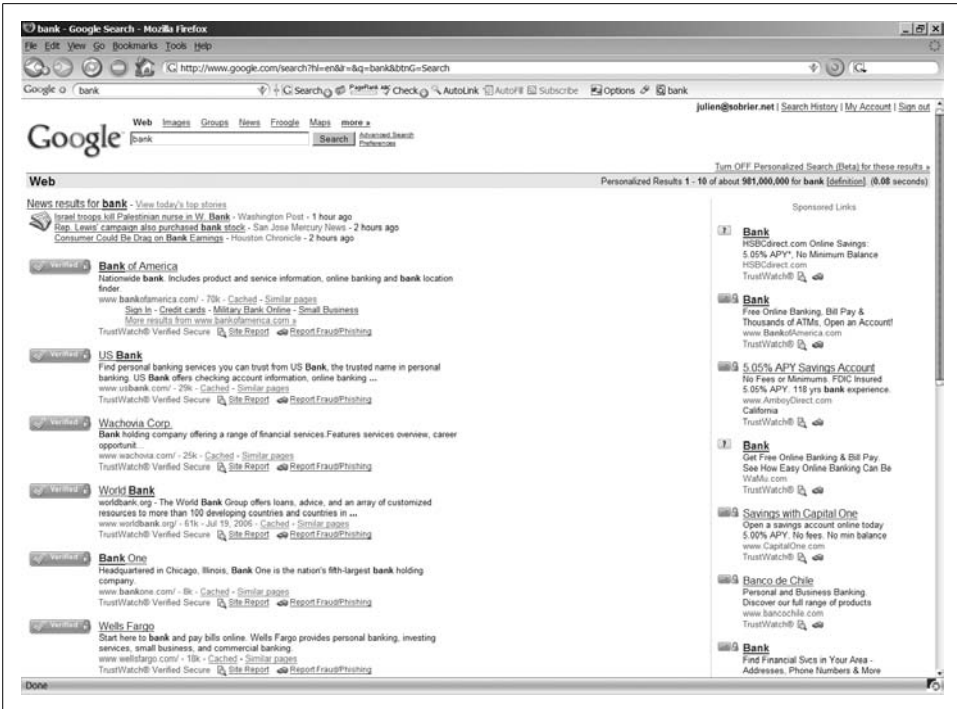 bank - Google Search - Mozilla Firefox
File Edit View Go Bookmarks Tools Help
http://www.google.com/search?hl=en&lr=&q=bank&btnG=Search
Google bank Search PageRank Check AutoLink AutoFill Subscribe Options bank
julien@sobrier.net | Search History | My Account | Sign out
Google
Web Images Groups News Froogle Maps more »
bank Search Advanced Search
Preferences
Turn OFF Personalized Search (Beta) for these results »
Web Personalized Results 1 - 10 of about 981,000,000 for bank [definition]. (0.08 seconds)
News results for bank - View today's top stories
Israel troops kill Palestinian nurse in W. Bank - Washington Post - 1 hour ago
Rep. Lewis' campaign also purchased bank stock - San Jose Mercury News - 2 hours ago
Consumer Could Be Drag on Bank Earnings - Houston Chronicle - 2 hours ago
Verified Bank of America
Nationwide bank. Includes product and service information, online banking and bank location
finder.
www.bankofamerica.com/ - 70k - Cached - Similar pages
Sign In - Credit cards - Military Bank Online - Small Business
More results from www.bankofamerica.com »
TrustWatch® Verified Secure Site Report Report Fraud/Phishing
Verified US Bank
Find personal banking services you can trust from US Bank, the trusted name in personal
banking. US Bank offers checking account information, online banking ...
www.usbank.com/ - 29k - Cached - Similar pages
TrustWatch® Verified Secure Site Report Report Fraud/Phishing
Verified Wachovia Corp.
Bank holding company offering a range of financial services.Features services overview, career
opportunit...
www.wachovia.com/ - 25k - Cached - Similar pages
TrustWatch® Verified Secure Site Report Report Fraud/Phishing
Verified World Bank
worldbank.org - The World Bank Group offers loans, advice, and an array of customized
resources to more than 100 developing countries and countries in ...
www.worldbank.org/ - 61k - Jul 19, 2006 - Cached - Similar pages
TrustWatch® Verified Secure Site Report Report Fraud/Phishing
Verified Bank One
Headquartered in Chicago, Illinois, Bank One is the nation's fifth-largest bank holding
company.
www.bankone.com/ - 8k - Cached - Similar pages
TrustWatch® Verified Secure Site Report Report Fraud/Phishing
Verified Wells Fargo
Start here to bank and pay bills online. Wells Fargo provides personal banking, investing
services, small business, and commercial banking.
www.wellsfargo.com/ - 18k - Cached - Similar pages
TrustWatch® Verified Secure Site Report Report Fraud/Phishing
Sponsored Links
Bank
HSBCdirect.com Online Savings:
5.05% APY*, No Minimum Balance
HSBCdirect.com
TrustWatch®
Bank
Free Online Banking, Bill Pay &
Thousands of ATMs, Open an Account!
www.BankofAmerica.com
TrustWatch®
5.05% APY Savings Account
No Fees or Minimums. FDIC Insured
5.05% APY. 118 yrs bank experience.
www.AmboyDirect.com
California
TrustWatch®
Bank
Get Free Online Banking & Bill Pay.
See How Easy Online Banking Can Be
WaMu.com
TrustWatch®
Savings with Capital One
Open a savings account online today
5.00% APY. No fees. No min balance
www.CapitalOne.com
TrustWatch®
Banco de Chile
Personal and Business Banking.
Discover our full range of products
www.bancochile.com
TrustWatch®
Bank
Find Financial Svcs in Your Area -
Addresses, Phone Numbers & More
Done